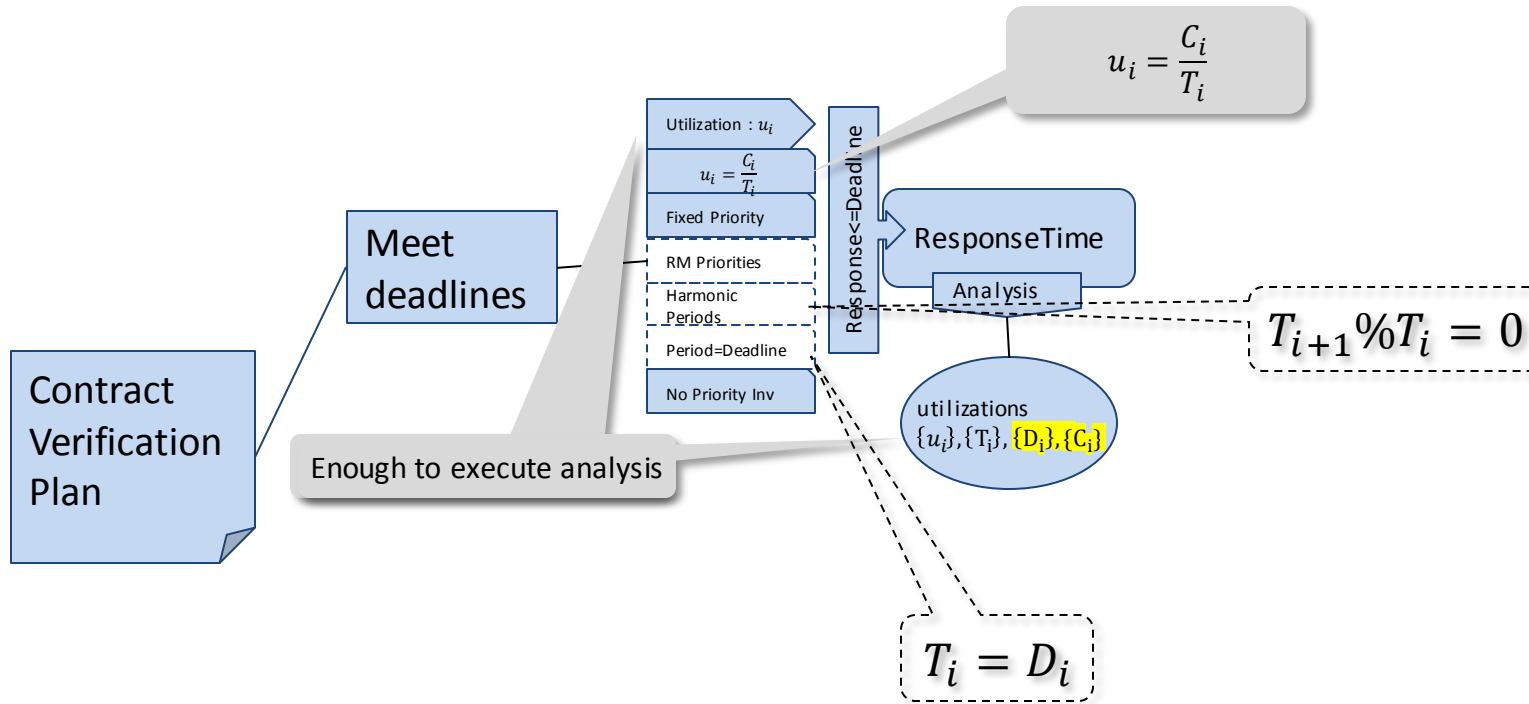 u_i = C_i / T_i
Utilization : u_i
u_i = C_i / T_i
Fixed Priority
RM Priorities
Harmonic
Periods
Period=Deadline
No Priority Inv
Response<=Deadline
ResponseTime
Analysis
Meet
deadlines
T_{i+1}%T_i = 0
Contract
Verification
Plan
utilizations
{u_i},{T_i},{D_i},{C_i}
Enough to execute analysis
T_i = D_i